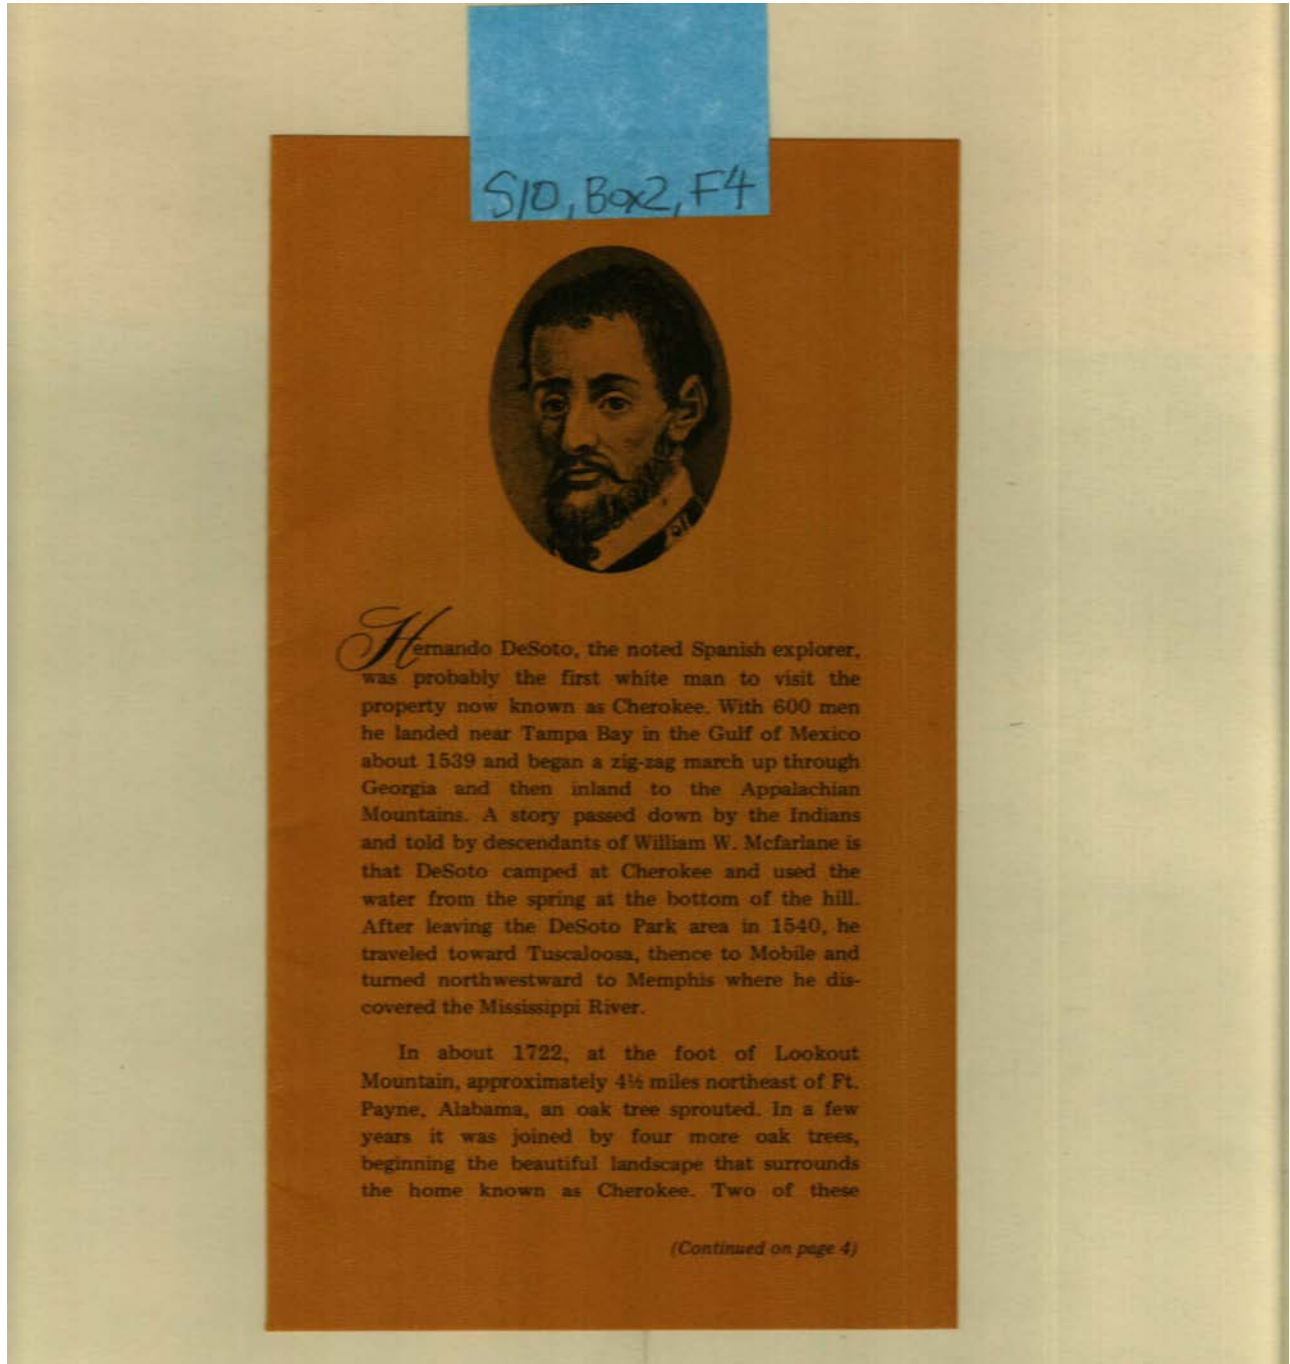 S10, Box2, F4
Hernando DeSoto, the noted Spanish explorer,
was probably the first white man to visit the
property now known as Cherokee. With 600 men
he landed near Tampa Bay in the Gulf of Mexico
about 1539 and began a zig-zag march up through
Georgia and then inland to the Appalachian
Mountains. A story passed down by the Indians
and told by descendants of William W. Mcfarlane is
that DeSoto camped at Cherokee and used the
water from the spring at the bottom of the hill.
After leaving the DeSoto Park area in 1540, he
traveled toward Tuscaloosa, thence to Mobile and
turned northwestward to Memphis where he dis-
covered the Mississippi River.
In about 1722, at the foot of Lookout
Mountain, approximately 4½ miles northeast of Ft.
Payne, Alabama, an oak tree sprouted. In a few
years it was joined by four more oak trees,
beginning the beautiful landscape that surrounds
the home known as Cherokee. Two of these
(Continued on page 4)